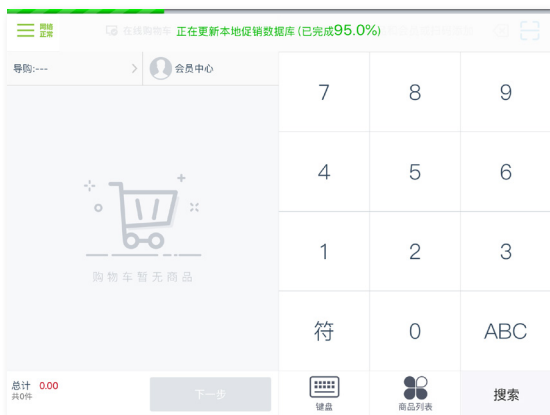 网络
正常
在线购物车
正在更新本地促销数据库(已完成95.0%)
导购:---
会员中心
7
8
9
4
5
6
购物车暂无商品
1
2
3
符
0
ABC
总计 0.00
共0件
下一步
键盘
商品列表
搜索